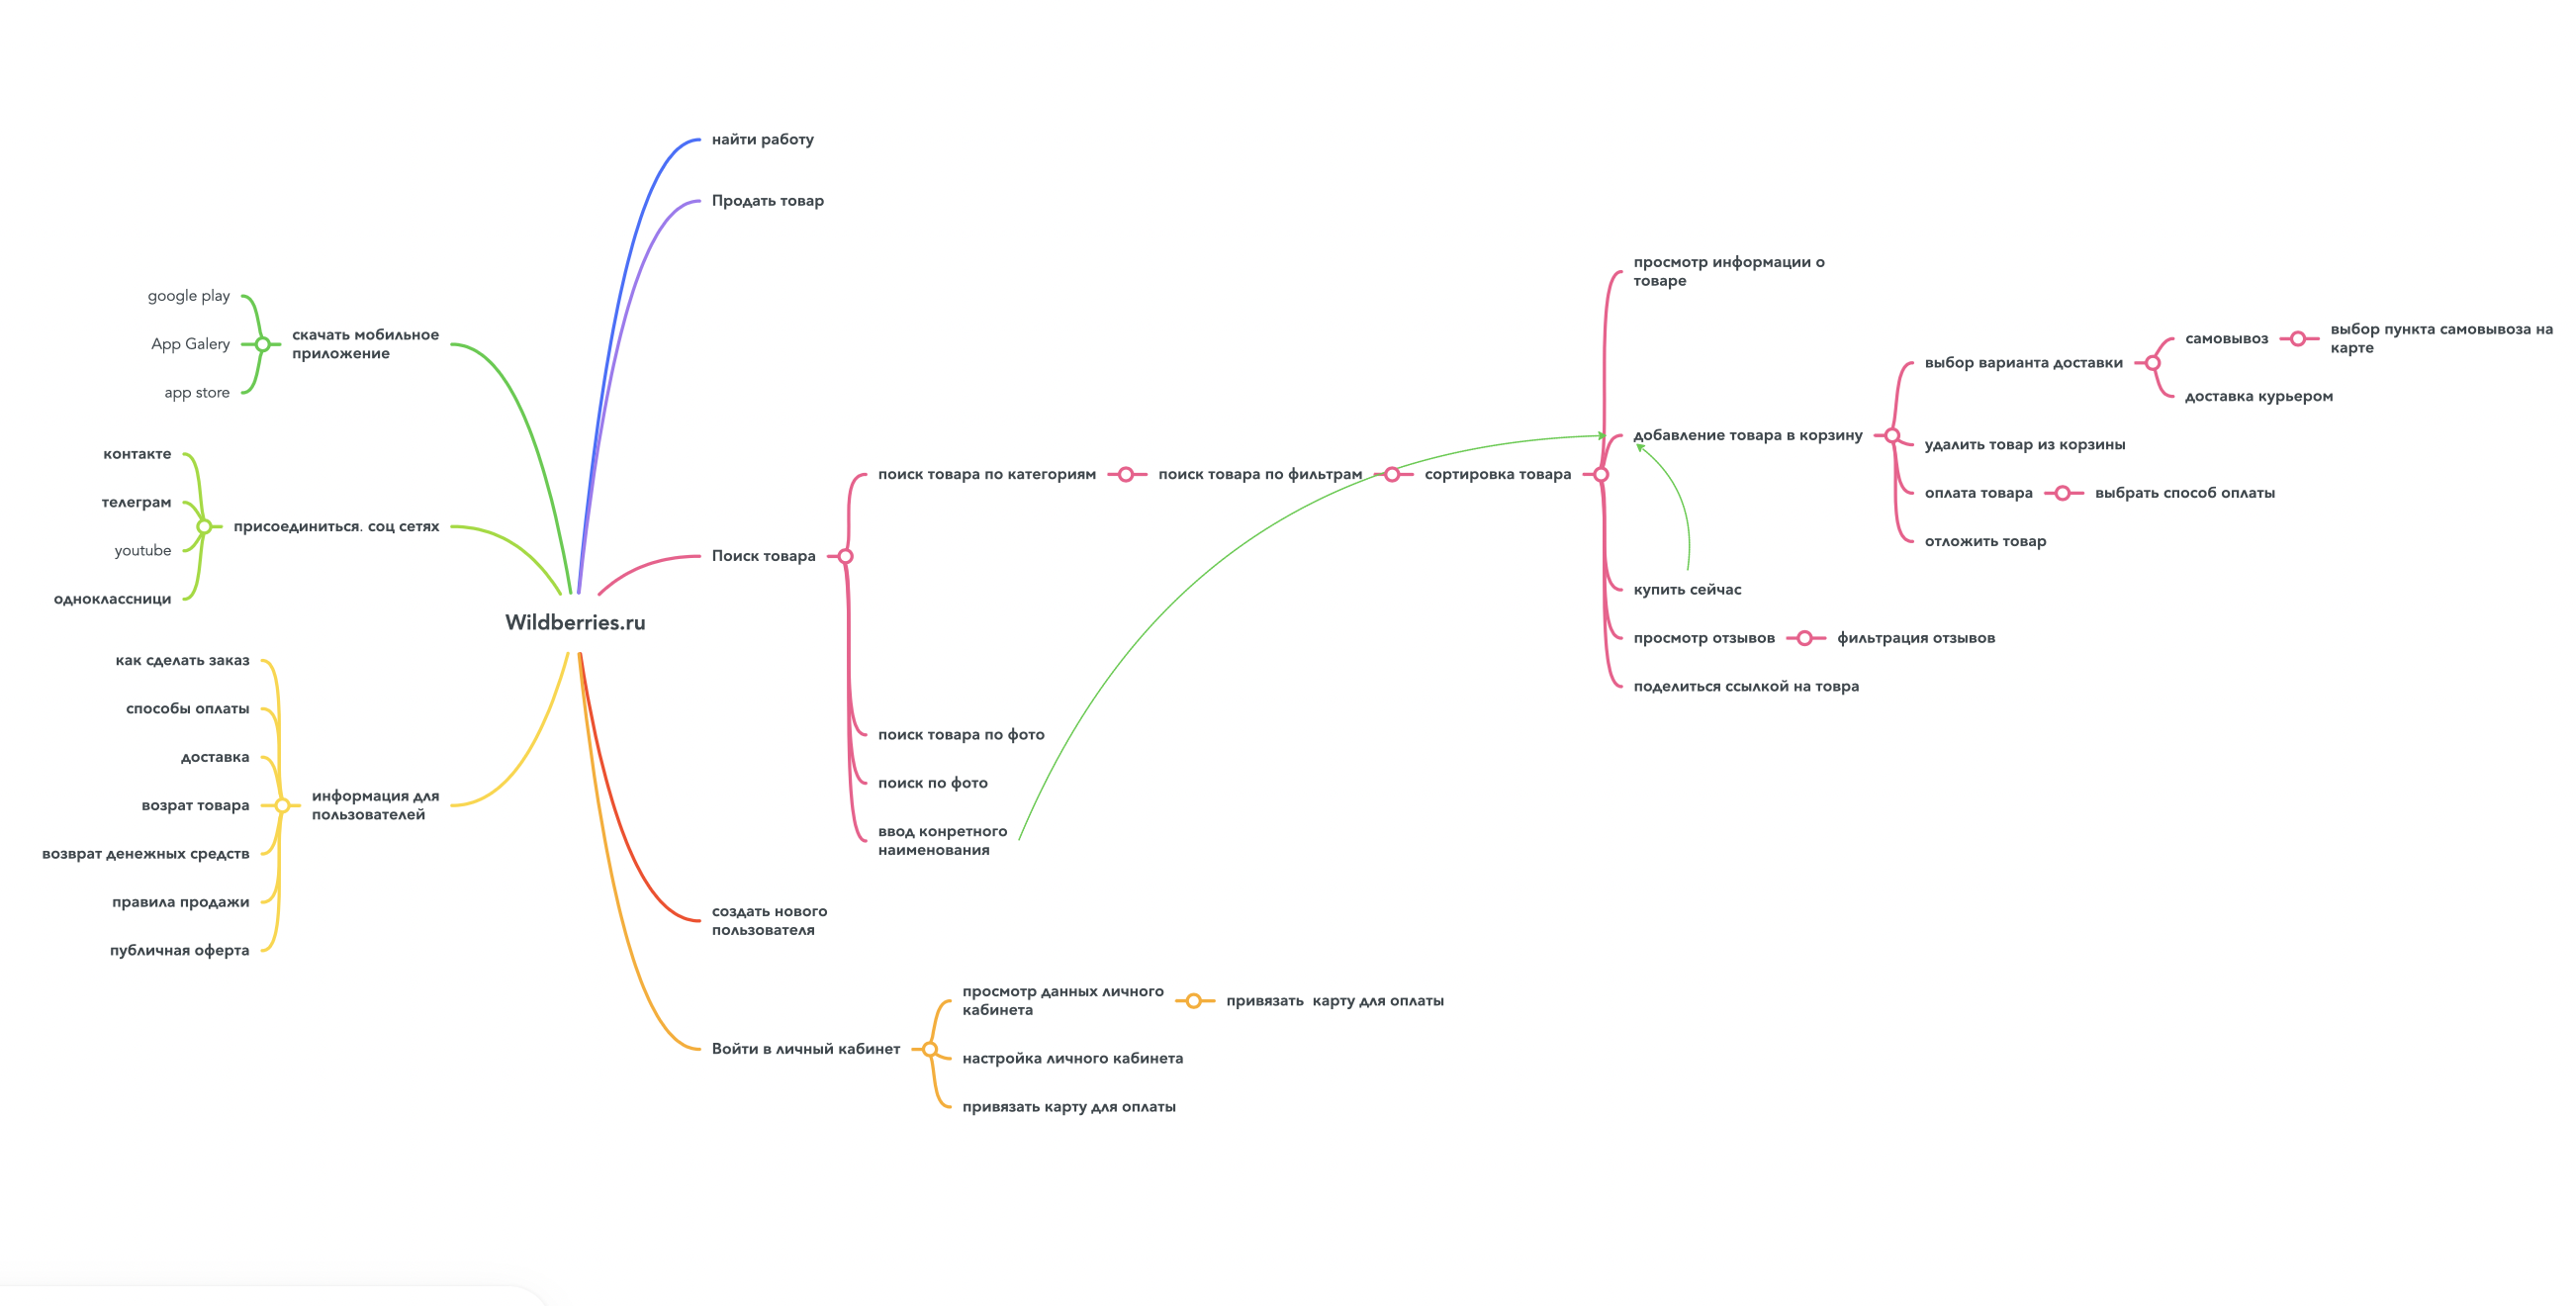 найти работу
Продать товар
просмотр информации о
товаре
google play
App Galery
app store
скачать мобильное
приложение
выбор пункта самовывоза на
карте
самовывоз
выбор варианта доставки
доставка курьером
добавление товара в корзину
удалить товар из корзины
контакте
телеграм
youtube
одноклассници
присоединиться. соц сетях
поиск товара по категориям
поиск товара по фильтрам
сортировка товара
оплата товара
выбрать способ оплаты
отложить товар
Поиск товара
купить сейчас
Wildberries.ru
просмотр отзывов
фильтрация отзывов
поделиться ссылкой на товра
как сделать заказ
способы оплаты
доставка
возрат товара
возврат денежных средств
правила продажи
публичная оферта
информация для
пользователей
поиск товара по фото
поиск по фото
ввод конретного
наименования
создать нового
пользователя
Войти в личный кабинет
просмотр данных личного
кабинета
привязать карту для оплаты
настройка личного кабинета
привязать карту для оплаты